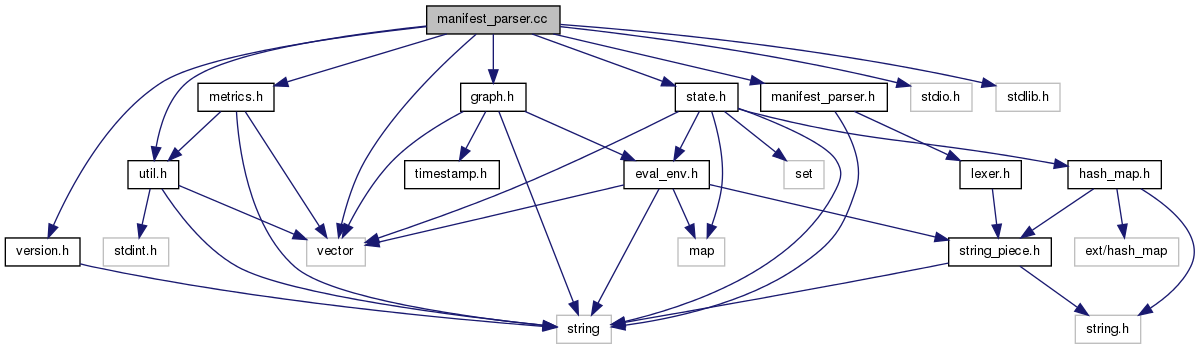 manifest_parser.cc
metrics.h
graph.h
state.h
manifest_parser.h
stdio.h
stdlib.h
util.h
timestamp.h
eval_env.h
set
lexer.h
hash_map.h
version.h
stdint.h
vector
map
string_piece.h
ext/hash_map
string
string.h